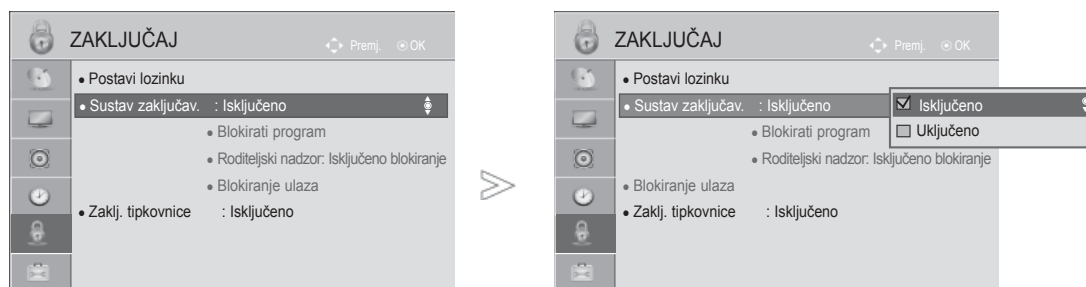 ZAKLJUČAJ
Premj. OK
• Postavi lozinku
• Sustav zaključav. : Isključeno
• Blokirati program
• Roditeljski nadzor: Isključeno blokiranje
• Blokiranje ulaza
• Zaklj. tipkovnice : Isključeno
>>
ZAKLJUČAJ
Premj. OK
• Postavi lozinku
• Sustav zaključav. : Isključeno
Isključeno
Uključeno
• Blokirati program
• Roditeljski nadzor: Isključeno blokiranje
• Blokiranje ulaza
• Zaklj. tipkovnice : Isključeno